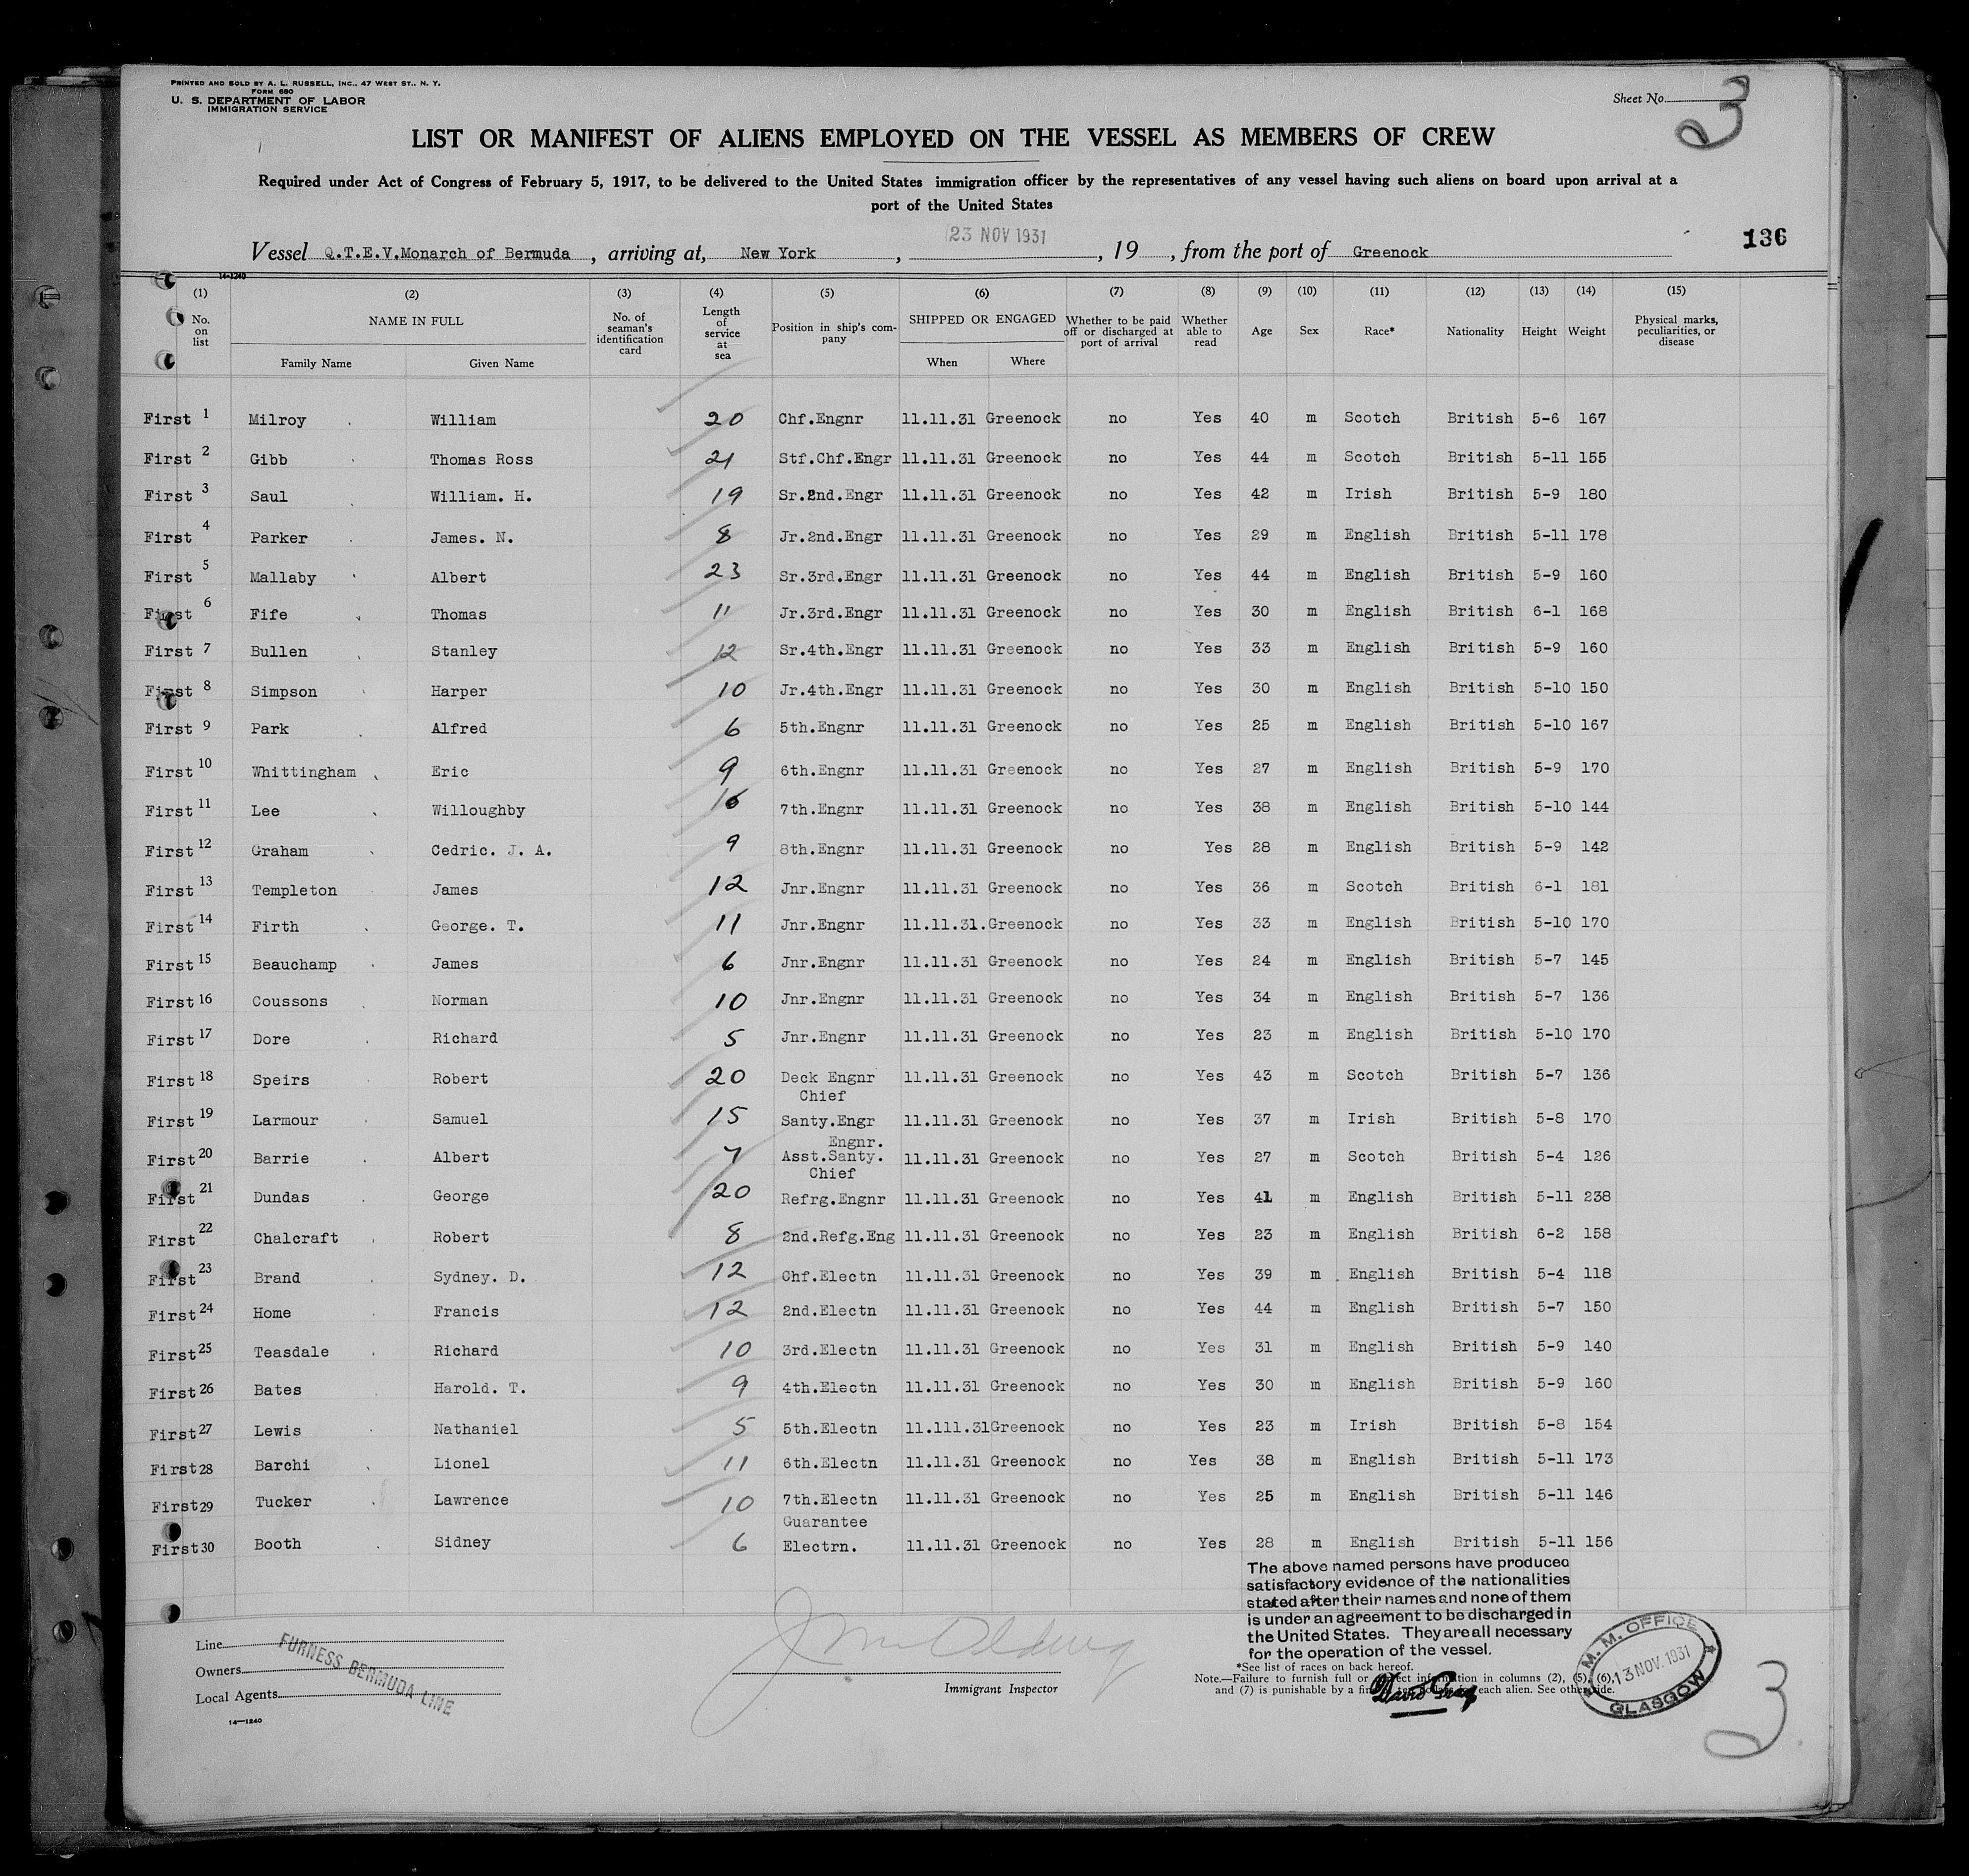 PRINTED AND SOLD BY A. L. RUSSELL, INC., 47 WEST ST., N. Y.
FORM 680
U. S. DEPARTMENT OF LABOR
IMMIGRATION SERVICE
Sheet No. 3
LIST OR MANIFEST OF ALIENS EMPLOYED ON THE VESSEL AS MEMBERS OF CREW
Required under Act of Congress of February 5, 1917, to be delivered to the United States immigration officer by the representatives of any vessel having such aliens on board upon arrival at a
port of the United States
Vessel Q.T.E.V.Monarch of Bermuda, arriving at, New York, 23 NOV 1931, 19 , from the port of Greenock 136
14-1240
(1) (2) (3) (4) (5) (6) (7) (8) (9) (10) (11) (12) (13) (14) (15)
No. on list NAME IN FULL Family Name Given Name No. of seaman's identification card Length of service at sea Position in ship's company SHIPPED OR ENGAGED When Where Whether to be paid off or discharged at port of arrival Whether able to read Age Sex Race* Nationality Height Weight Physical marks, peculiarities, or disease
First 1 Milroy William 20 Chf.Engnr 11.11.31 Greenock no Yes 40 m Scotch British 5-6 167
First 2 Gibb Thomas Ross 21 Stf.Chf.Engr 11.11.31 Greenock no Yes 44 m Scotch British 5-11 155
First 3 Saul William. H. 19 Sr.2nd.Engr 11.11.31 Greenock no Yes 42 m Irish British 5-9 180
First 4 Parker James. N. 8 Jr.2nd.Engr 11.11.31 Greenock no Yes 29 m English British 5-11 178
First 5 Mallaby Albert 23 Sr.3rd.Engr 11.11.31 Greenock no Yes 44 m English British 5-9 160
First 6 Fife Thomas 11 Jr.3rd.Engr 11.11.31 Greenock no Yes 30 m English British 6-1 168
First 7 Bullen Stanley 12 Sr.4th.Engr 11.11.31 Greenock no Yes 33 m English British 5-9 160
First 8 Simpson Harper 10 Jr.4th.Engr 11.11.31 Greenock no Yes 30 m English British 5-10 150
First 9 Park Alfred 6 5th.Engnr 11.11.31 Greenock no Yes 25 m English British 5-10 167
First 10 Whittingham Eric 9 6th.Engnr 11.11.31 Greenock no Yes 27 m English British 5-9 170
First 11 Lee Willoughby 16 7th.Engnr 11.11.31 Greenock no Yes 38 m English British 5-10 144
First 12 Graham Cedric. J. A. 9 8th.Engnr 11.11.31 Greenock no Yes 28 m English British 5-9 142
First 13 Templeton James 12 Jnr.Engnr 11.11.31 Greenock no Yes 36 m Scotch British 6-1 181
First 14 Firth George. T. 11 Jnr.Engnr 11.11.31. Greenock no Yes 33 m English British 5-10 170
First 15 Beauchamp James 6 Jnr.Engnr 11.11.31 Greenock no Yes 24 m English British 5-7 145
First 16 Coussons Norman 10 Jnr.Engnr 11.11.31 Greenock no Yes 34 m English British 5-7 136
First 17 Dore Richard 5 Jnr.Engnr 11.11.31 Greenock no Yes 23 m English British 5-10 170
First 18 Speirs Robert 20 Deck Engnr 11.11.31 Greenock no Yes 43 m Scotch British 5-7 136
Chief
First 19 Larmour Samuel 15 Santy.Engr 11.11.31 Greenock no Yes 37 m Irish British 5-8 170
Engnr.
First 20 Barrie Albert 7 Asst.Santy. 11.11.31 Greenock no Yes 27 m Scotch British 5-4 126
Chief
First 21 Dundas George 20 Refrg.Engnr 11.11.31 Greenock no Yes 41 m English British 5-11 238
First 22 Chalcraft Robert 8 2nd.Refg.Eng 11.11.31 Greenock no Yes 23 m English British 6-2 158
First 23 Brand Sydney. D. 12 Chf.Electn 11.11.31 Greenock no Yes 39 m English British 5-4 118
First 24 Home Francis 12 2nd.Electn 11.11.31 Greenock no Yes 44 m English British 5-7 150
First 25 Teasdale Richard 10 3rd.Electn 11.11.31 Greenock no Yes 31 m English British 5-9 140
First 26 Bates Harold. T. 9 4th.Electn 11.11.31 Greenock no Yes 30 m English British 5-9 160
First 27 Lewis Nathaniel 5 5th.Electn 11.111.31 Greenock no Yes 23 m Irish British 5-8 154
First 28 Barchi Lionel 11 6th.Electn 11.11.31 Greenock no Yes 38 m English British 5-11 173
First 29 Tucker Lawrence 10 7th.Electn 11.11.31 Greenock no Yes 25 m English British 5-11 146
Guarantee
First 30 Booth Sidney 6 Electrn. 11.11.31 Greenock no Yes 28 m English British 5-11 156
The above named persons have produced
satisfactory evidence of the nationalities
stated after their names and none of them
is under an agreement to be discharged in
the United States. They are all necessary
for the operation of the vessel.
Line
Owners
Local Agents
FURNESS BERMUDA LINE
14-1240
Immigrant Inspector
*See list of races on back hereof.
Note.—Failure to furnish full or correct information in columns (2), (5), (6),
and (7) is punishable by a fine of ten dollars for each alien. See other side.
David Gray
M. M. OFFICE
13 NOV. 1931
GLASGOW
3